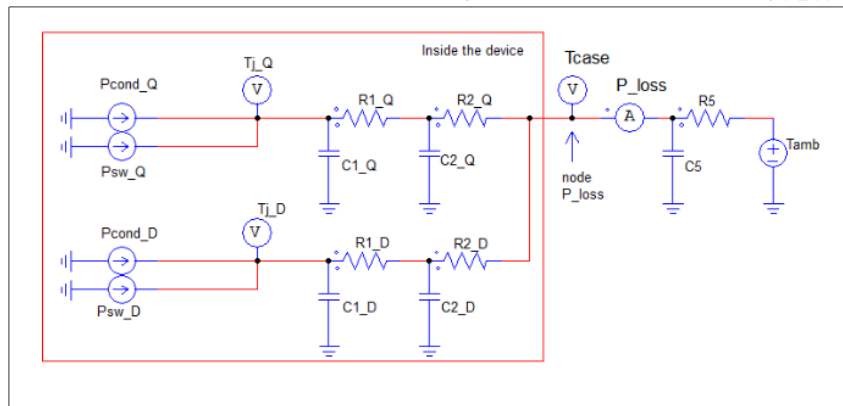 Inside the device
Tcase
Tj_Q
Pcond_Q
V
V
P_loss
R1_Q
R2_Q
R5
A
Psw_Q
C1_Q
C2_Q
node
P_loss
C5
Tamb
Tj_D
Pcond_D
V
R1_D
R2_D
Psw_D
C1_D
C2_D